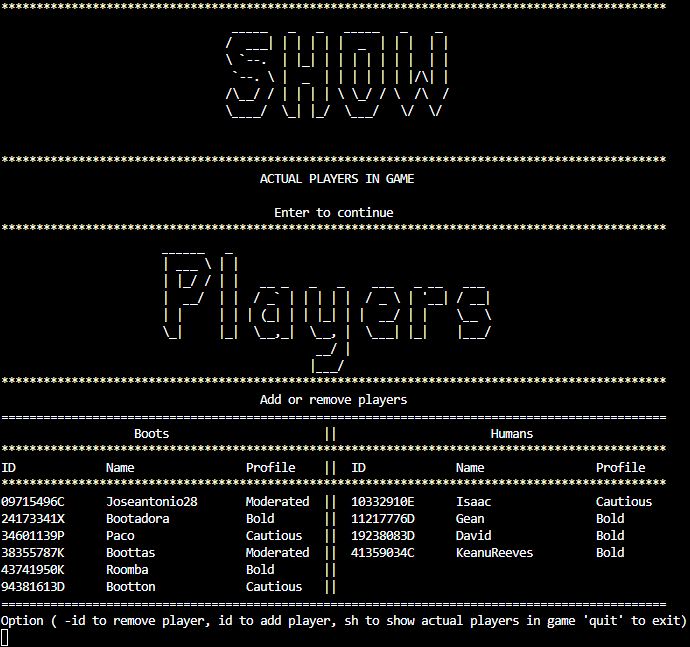 ***********************************************************************************************
SHOW
***********************************************************************************************
ACTUAL PLAYERS IN GAME
Enter to continue
***********************************************************************************************
Players
***********************************************************************************************
Add or remove players
===============================================================================================
Boots || Humans
***********************************************************************************************
ID Name Profile || ID Name Profile
***********************************************************************************************
09715496C Joseantonio28 Moderated || 10332910E Isaac Cautious
24173341X Bootadora Bold || 11217776D Gean Bold
34601139P Paco Cautious || 19238083D David Bold
38355787K Boottas Moderated || 41359034C KeanuReeves Bold
43741950K Roomba Bold ||
94381613D Bootton Cautious ||
===============================================================================================
Option ( -id to remove player, id to add player, sh to show actual players in game 'quit' to exit)